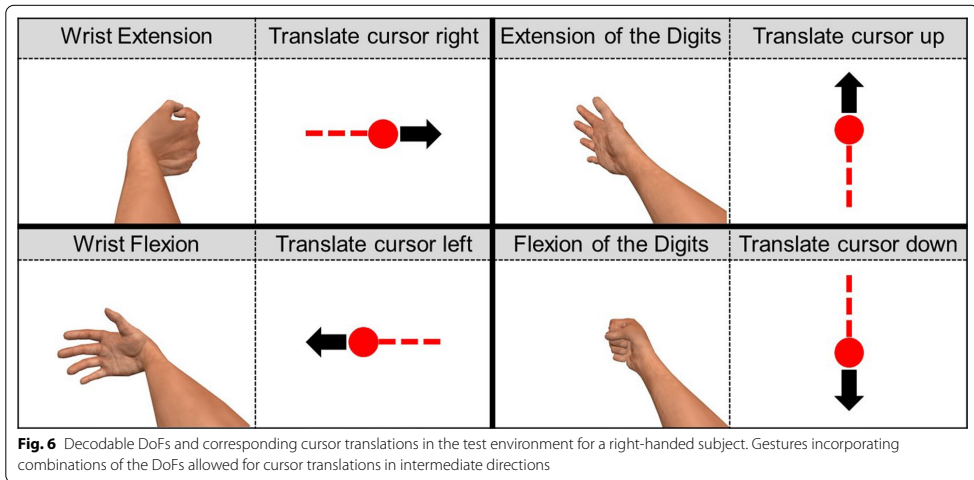 Wrist Extension
Translate cursor right
Extension of the Digits
Translate cursor up
Wrist Flexion
Translate cursor left
Flexion of the Digits
Translate cursor down
Fig. 6 Decodable DoFs and corresponding cursor translations in the test environment for a right-handed subject. Gestures incorporating
combinations of the DoFs allowed for cursor translations in intermediate directions